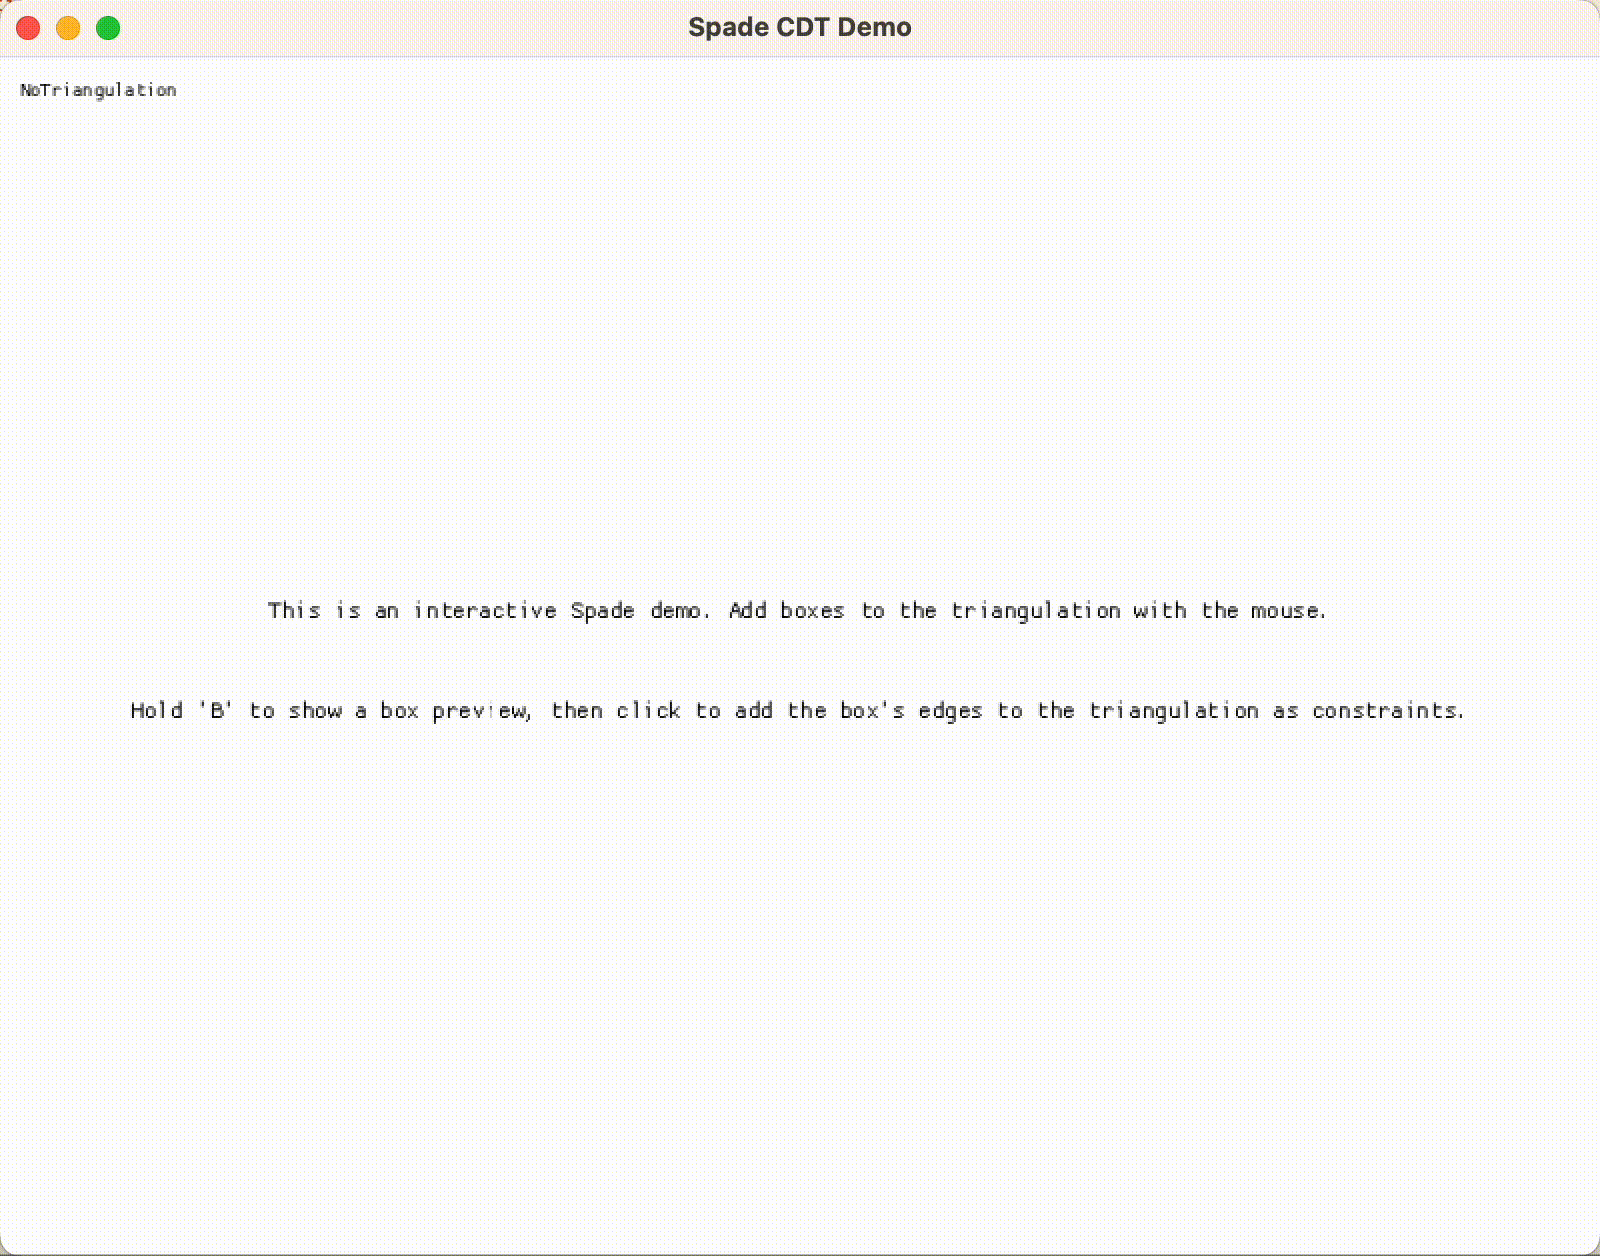 Spade CDT Demo
NoTriangulation
This is an interactive Spade demo. Add boxes to the triangulation with the mouse.
Hold 'B' to show a box preview, then click to add the box's edges to the triangulation as constraints.